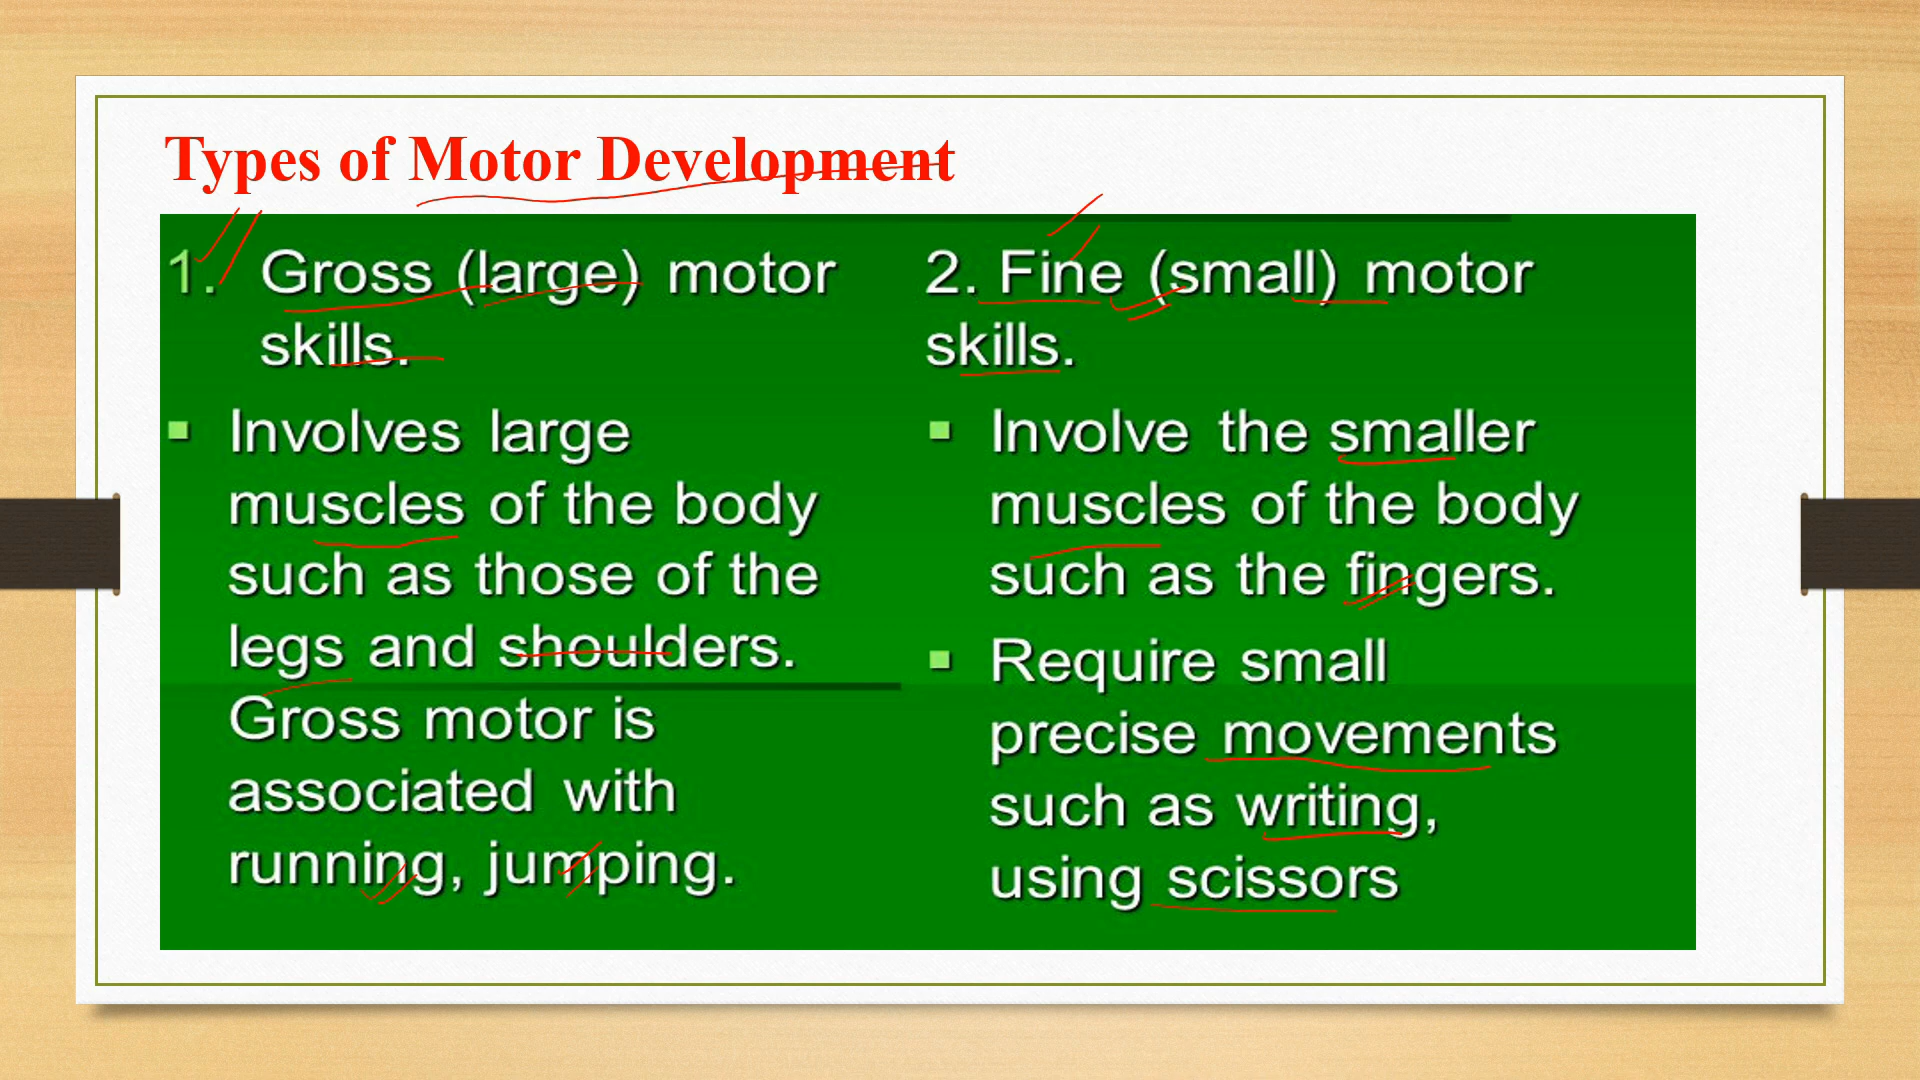 Types of Motor Development
1. Gross (large) motor
skills.
▪ Involves large
muscles of the body
such as those of the
legs and shoulders.
Gross motor is
associated with
running, jumping.
2. Fine (small) motor
skills.
▪ Involve the smaller
muscles of the body
such as the fingers.
▪ Require small
precise movements
such as writing,
using scissors